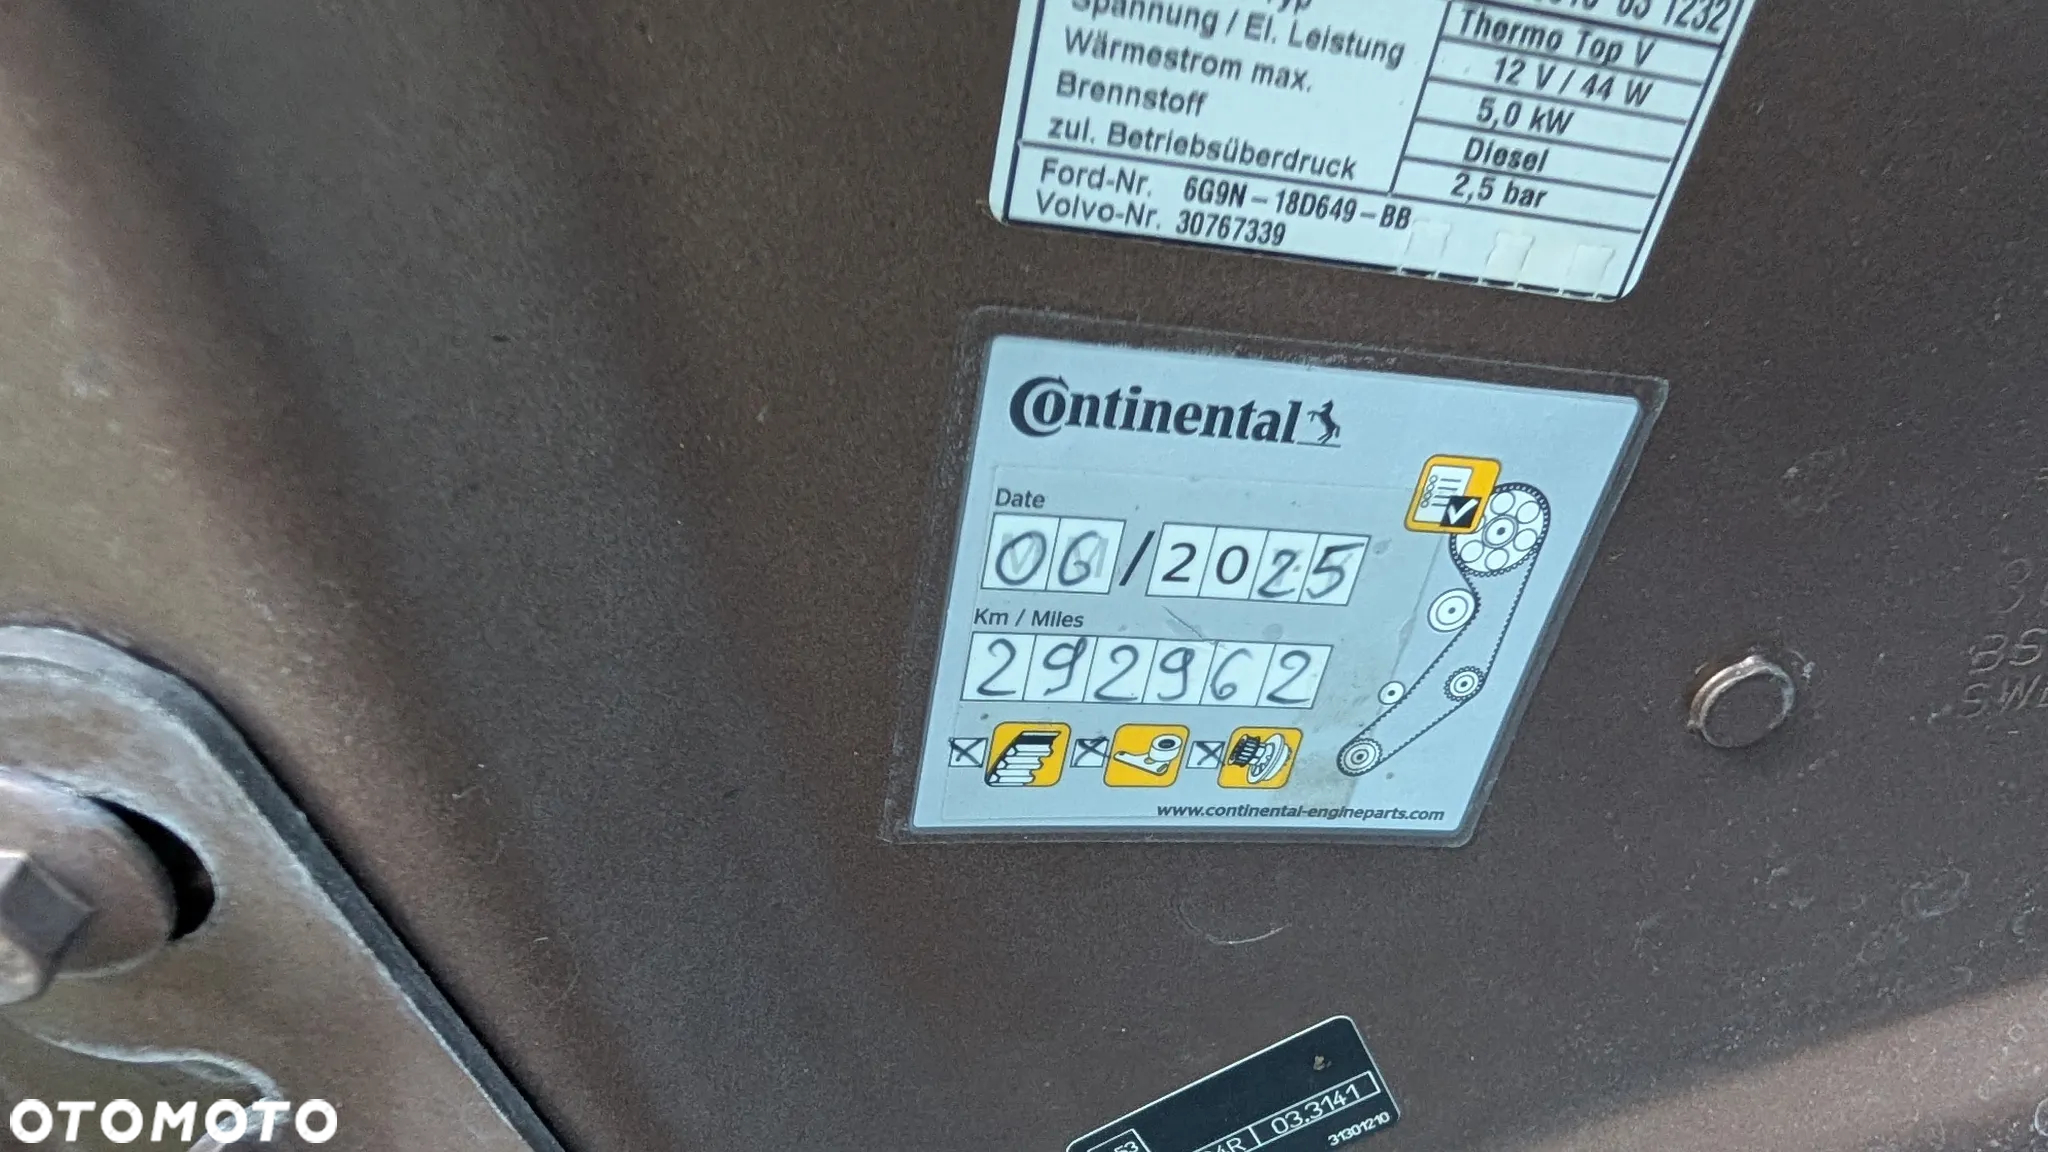 1232
Spannung / El. Leistung
Thermo Top V
Wärmestrom max.
12 V / 44 W
Brennstoff
5,0 kW
zul. Betriebsüberdruck
Diesel
Ford-Nr. 6G9N-18D649-BB
2,5 bar
Volvo-Nr. 30767339
Continental
Date
06/2025
Km / Miles
292962
www.continental-engineparts.com
03.3141
31301210
OTOMOTO